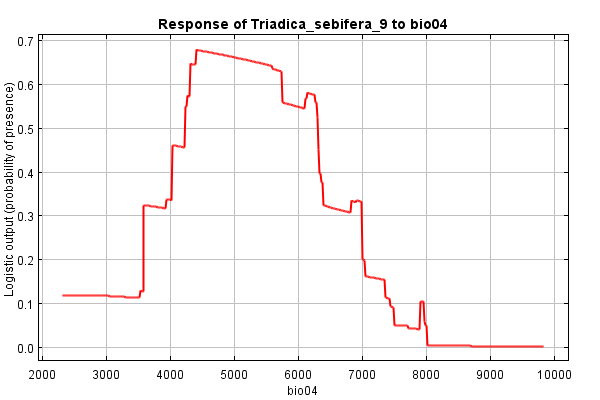 Response of Triadica_sebifera_9 to bio04
Logistic output (probability of presence)
0.7
0.6
0.5
0.4
0.3
0.2
0.1
0.0
2000 3000 4000 5000 6000 7000 8000 9000 10000
bio04